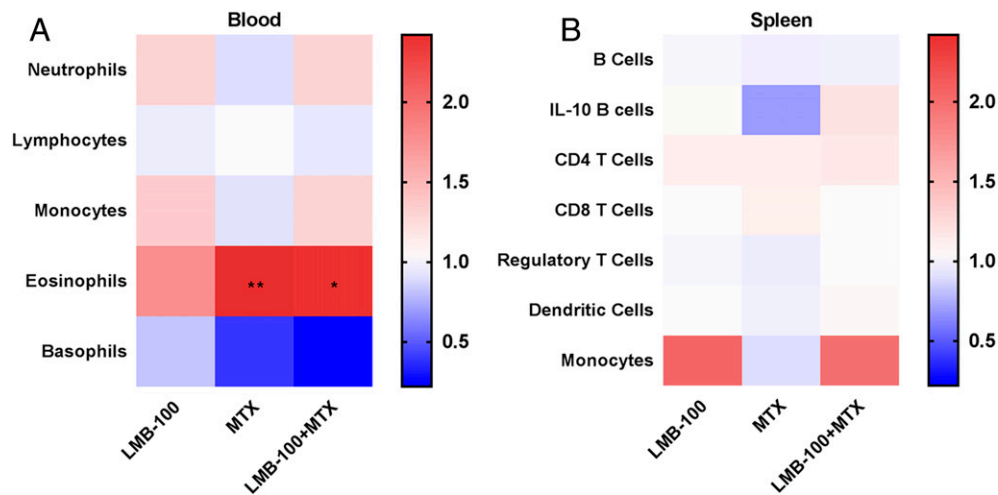 A
Blood
Neutrophils
Lymphocytes
Monocytes
Eosinophils
Basophils
** 
*
LMB-100
MTX
LMB-100+MTX
2.0
1.5
1.0
0.5
B
Spleen
B Cells
IL-10 B cells
CD4 T Cells
CD8 T Cells
Regulatory T Cells
Dendritic Cells
Monocytes
LMB-100
MTX
LMB-100+MTX
2.0
1.5
1.0
0.5